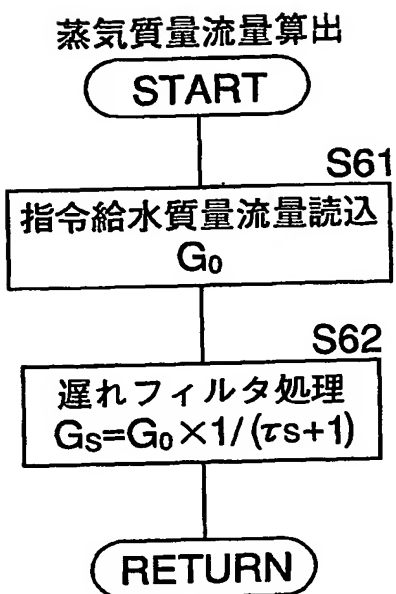 蒸気質量流量算出
START
S61
指令給水質量流量読込
G₀
S62
遅れフィルタ処理
Gs=G₀×1/(τs+1)
RETURN